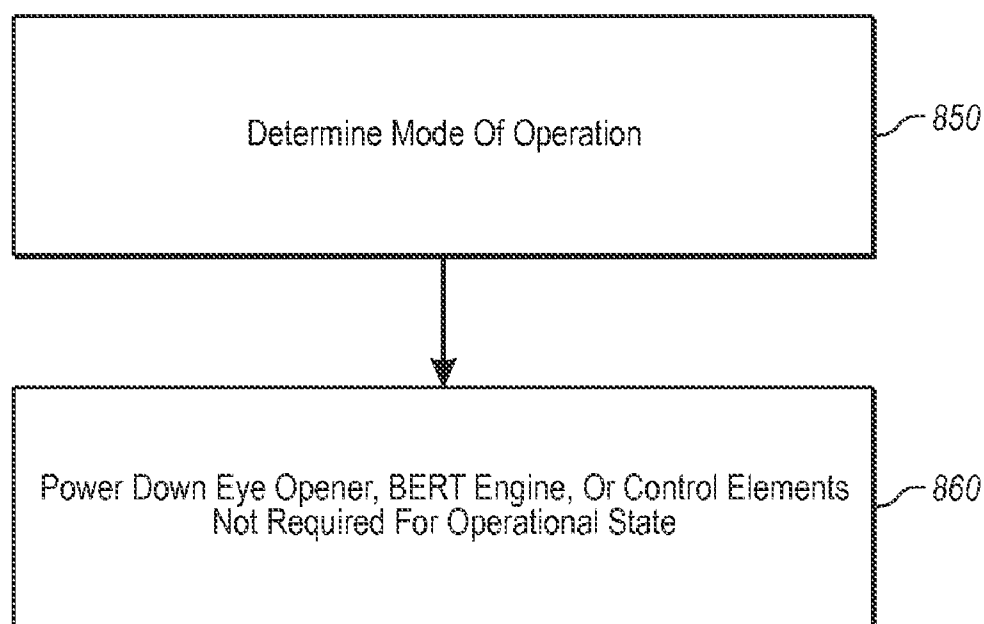 Determine Mode Of Operation
850
Power Down Eye Opener, BERT Engine, Or Control Elements
Not Required For Operational State
860